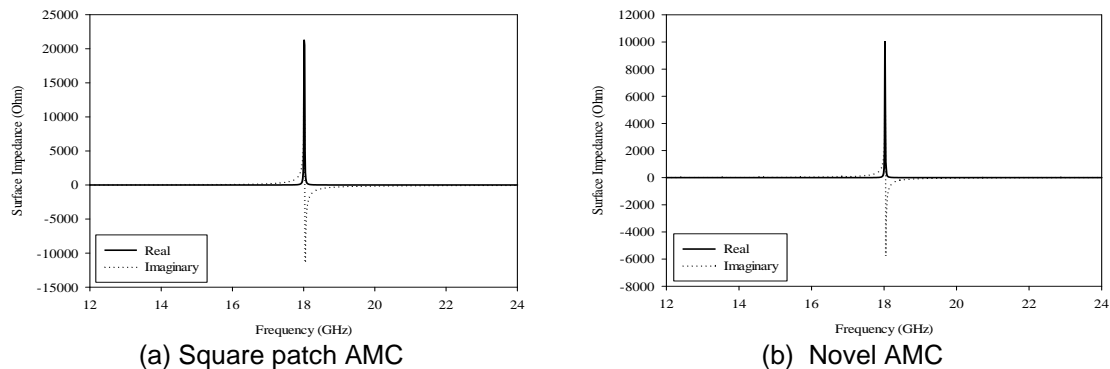 25000
20000
15000
10000
5000
0
-5000
-10000
-15000
Surface Impedance (Ohm)
Real
Imaginary
12 14 16 18 20 22 24
Frequency (GHz)
(a) Square patch AMC
12000
10000
8000
6000
4000
2000
0
-2000
-4000
-6000
-8000
Surface Impedance (Ohm)
Real
Imaginary
12 14 16 18 20 22 24
Frequency (GHz)
(b) Novel AMC